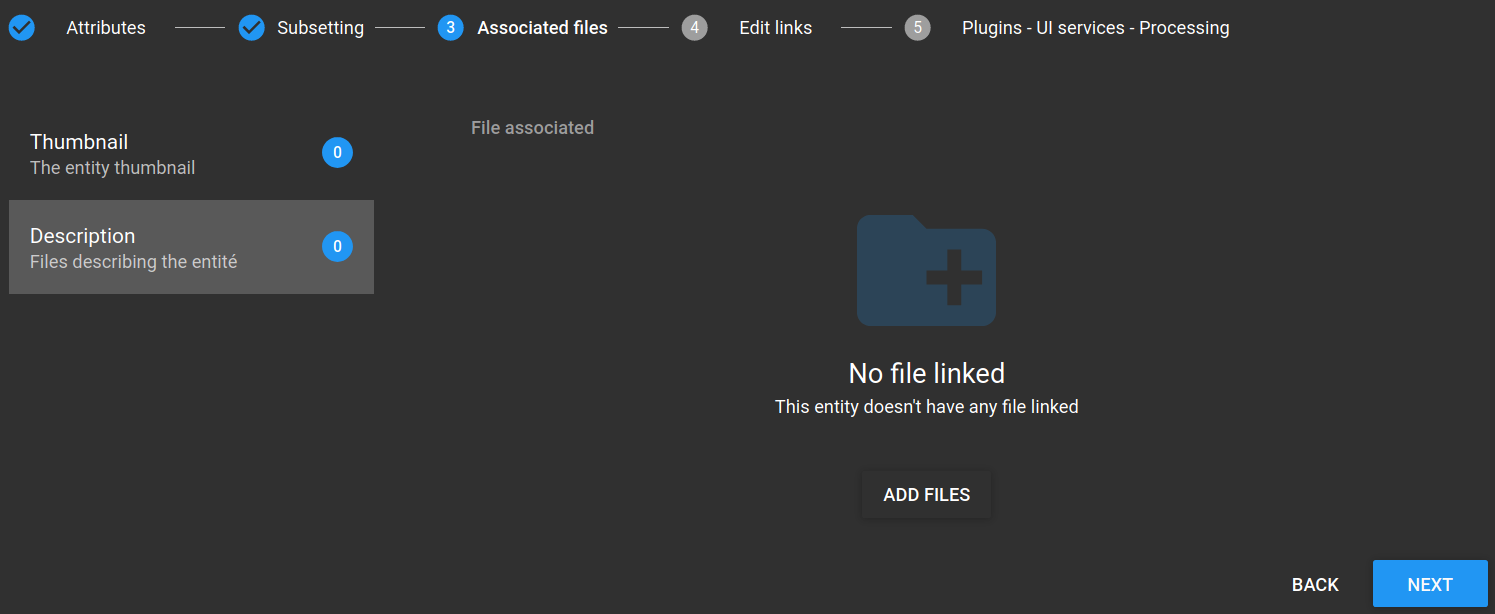 Attributes Subsetting 3 Associated files 4 Edit links 5 Plugins - UI services - Processing
Thumbnail
The entity thumbnail
0
Description
Files describing the entité
0
File associated
No file linked
This entity doesn't have any file linked
ADD FILES
BACK NEXT